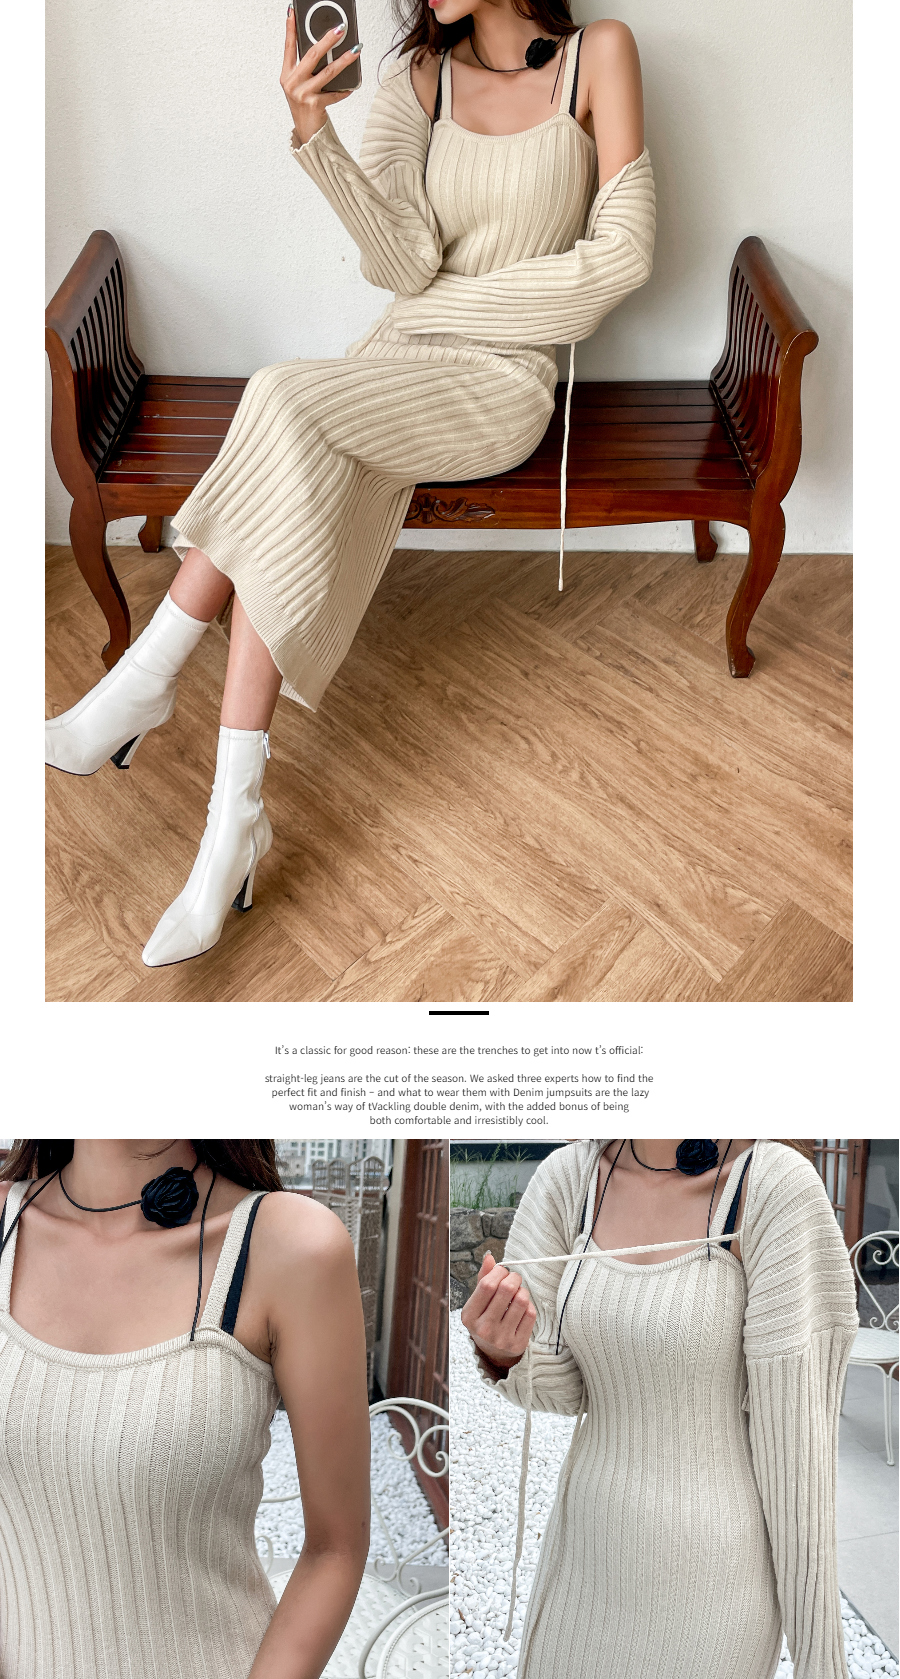 It's a classic for good reason: these are the trenches to get into now t's official:
straight-leg jeans are the cut of the season. We asked three experts how to find the
perfect fit and finish – and what to wear them with Denim jumpsuits are the lazy
woman's way of tVackling double denim, with the added bonus of being
both comfortable and irresistibly cool.